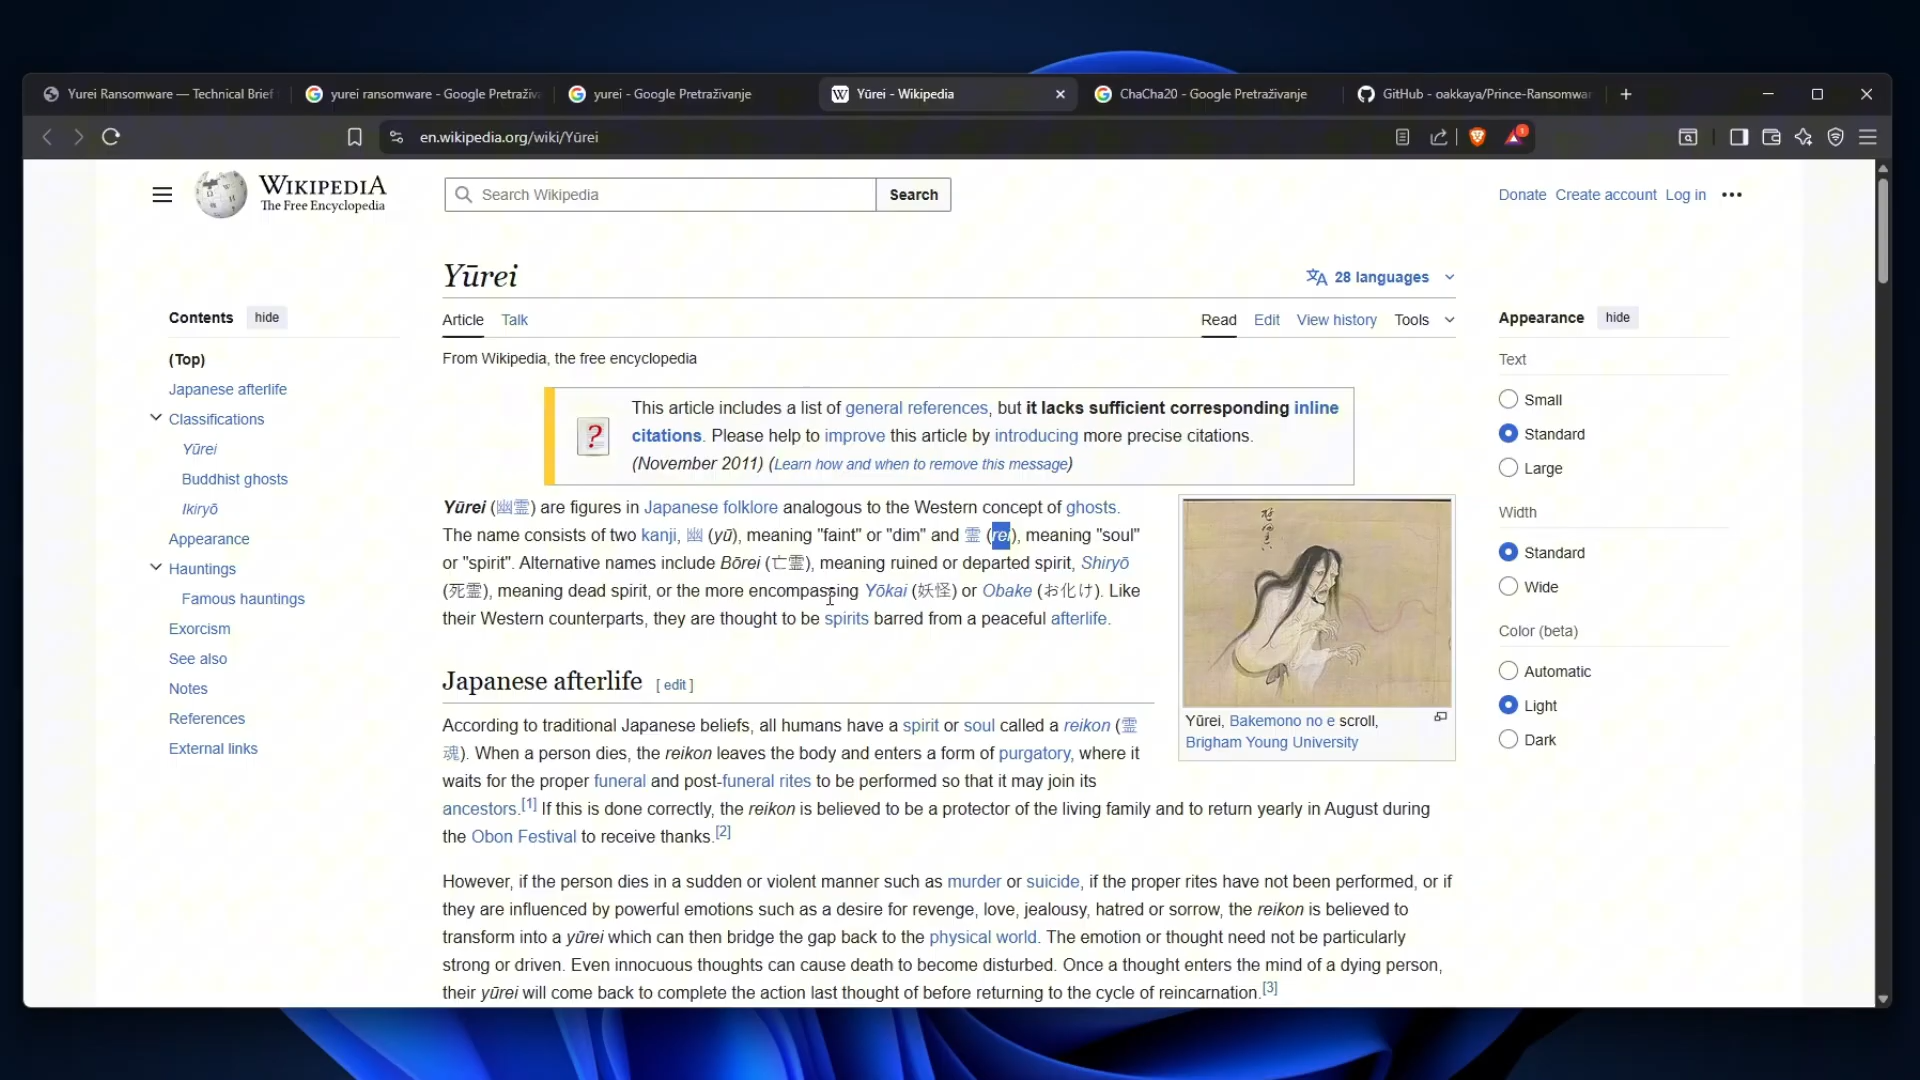 Yurei Ransomware — Technical Brief
yurei ransomware - Google Pretraživ
yurei - Google Pretraživanje
Yūrei - Wikipedia
ChaCha20 - Google Pretraživanje
GitHub - oakkaya/Prince-Ransomwar
en.wikipedia.org/wiki/Yūrei
1
WIKIPEDIA
The Free Encyclopedia
Search Wikipedia
Search
Donate Create account Log in
Yūrei
28 languages
Contents hide
(Top)
Japanese afterlife
Classifications
Yūrei
Buddhist ghosts
Ikiryō
Appearance
Hauntings
Famous hauntings
Exorcism
See also
Notes
References
External links
Article Talk
Read Edit View history Tools
From Wikipedia, the free encyclopedia
?
This article includes a list of general references, but it lacks sufficient corresponding inline
citations. Please help to improve this article by introducing more precise citations.
(November 2011) (Learn how and when to remove this message)
Yūrei (幽霊) are figures in Japanese folklore analogous to the Western concept of ghosts.
The name consists of two kanji, 幽 (yū), meaning "faint" or "dim" and 霊 (rei), meaning "soul"
or "spirit". Alternative names include Bōrei (亡霊), meaning ruined or departed spirit, Shiryō
(死霊), meaning dead spirit, or the more encompassing Yōkai (妖怪) or Obake (お化け). Like
their Western counterparts, they are thought to be spirits barred from a peaceful afterlife.
Yūrei, Bakemono no e scroll,
Brigham Young University
Japanese afterlife [ edit ]
According to traditional Japanese beliefs, all humans have a spirit or soul called a reikon (霊
魂). When a person dies, the reikon leaves the body and enters a form of purgatory, where it
waits for the proper funeral and post-funeral rites to be performed so that it may join its
ancestors.[1] If this is done correctly, the reikon is believed to be a protector of the living family and to return yearly in August during
the Obon Festival to receive thanks.[2]
However, if the person dies in a sudden or violent manner such as murder or suicide, if the proper rites have not been performed, or if
they are influenced by powerful emotions such as a desire for revenge, love, jealousy, hatred or sorrow, the reikon is believed to
transform into a yūrei which can then bridge the gap back to the physical world. The emotion or thought need not be particularly
strong or driven. Even innocuous thoughts can cause death to become disturbed. Once a thought enters the mind of a dying person,
their yūrei will come back to complete the action last thought of before returning to the cycle of reincarnation.[3]
Appearance hide
Text
Small
Standard
Large
Width
Standard
Wide
Color (beta)
Automatic
Light
Dark